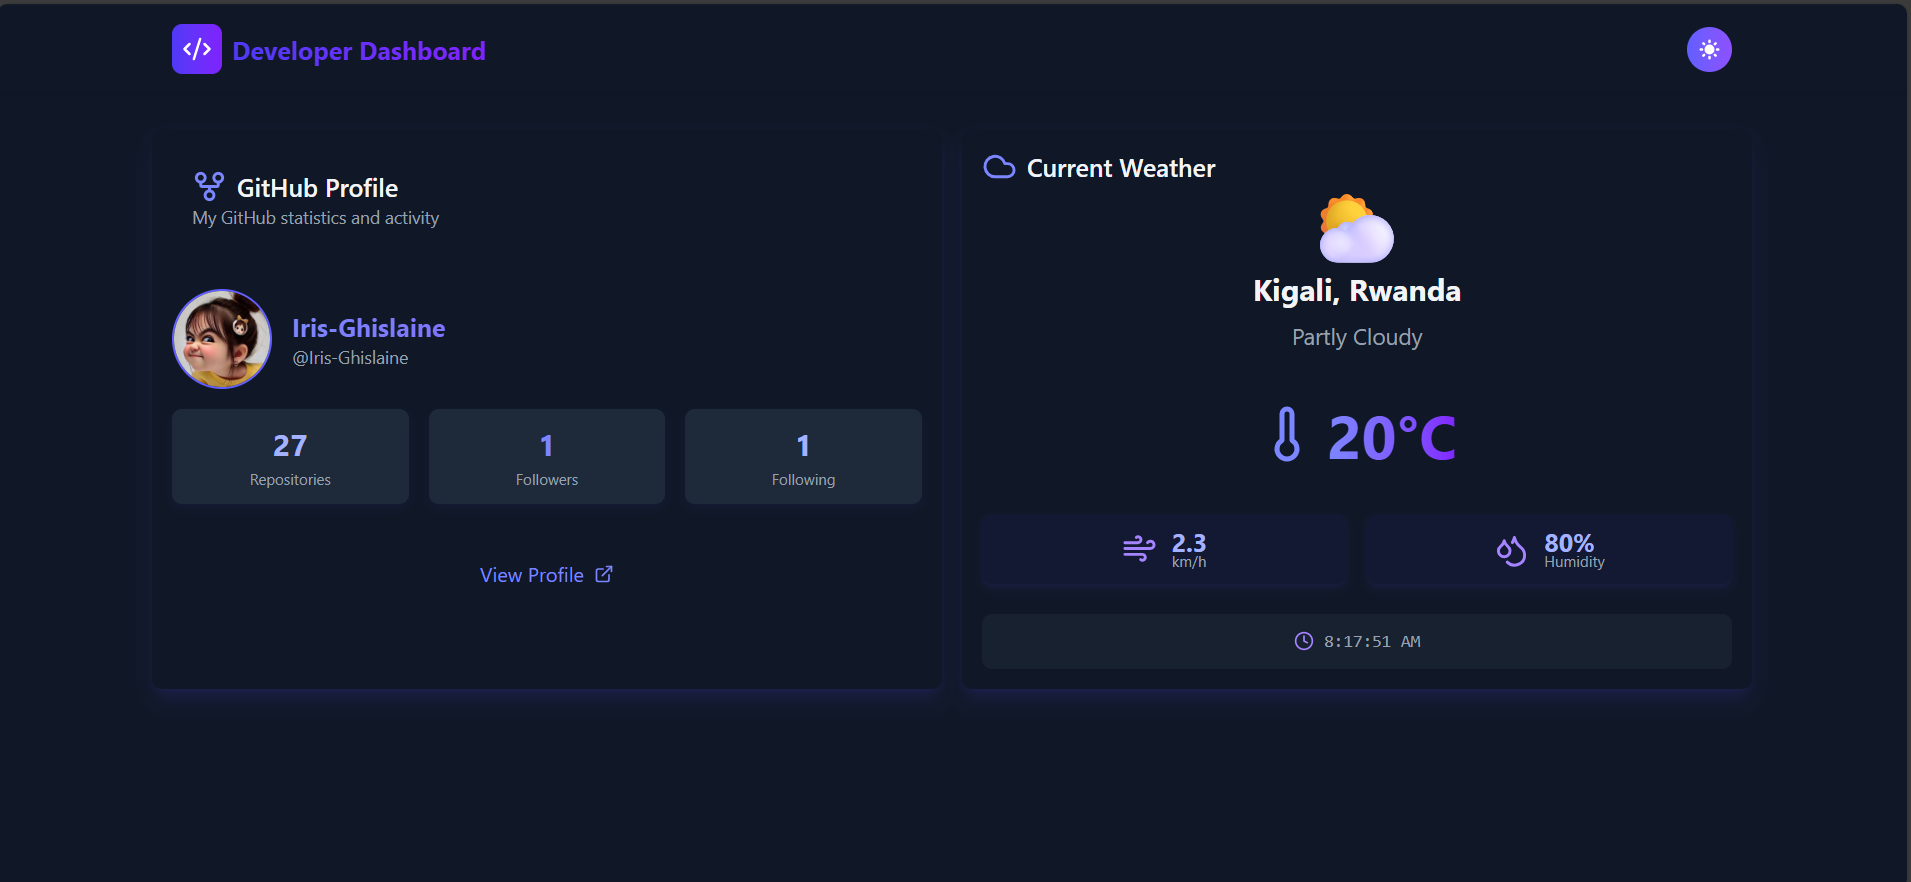 </> Developer Dashboard
GitHub Profile
My GitHub statistics and activity
Iris-Ghislaine
@Iris-Ghislaine
27
Repositories
1
Followers
1
Following
View Profile
Current Weather
Kigali, Rwanda
Partly Cloudy
20°C
2.3
km/h
80%
Humidity
8:17:51 AM